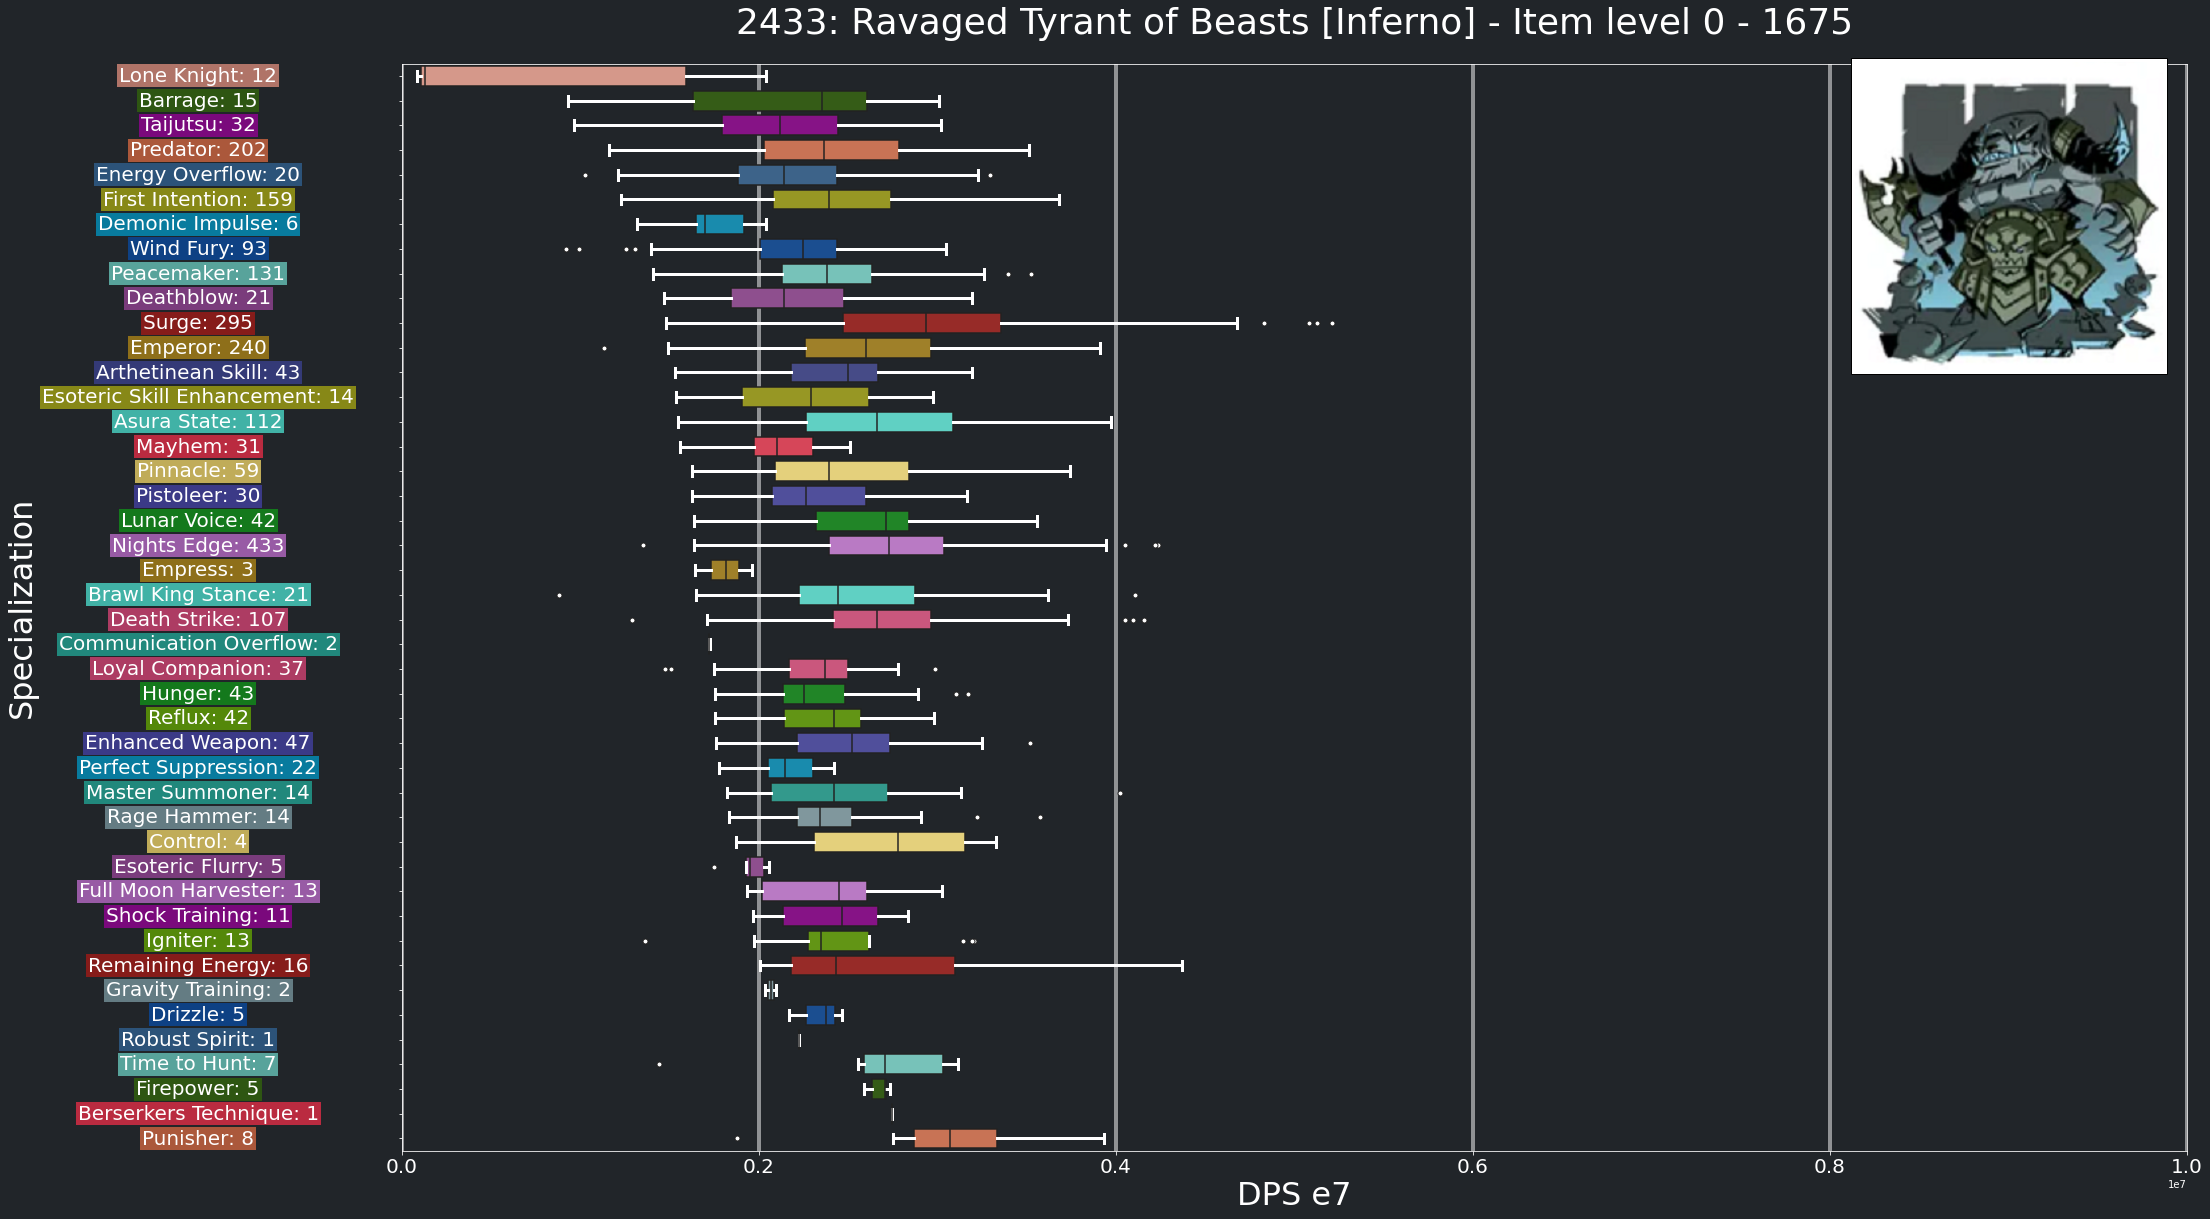 2433: Ravaged Tyrant of Beasts [Inferno] - Item level 0 - 1675
Specialization
Lone Knight: 12
Barrage: 15
Taijutsu: 32
Predator: 202
Energy Overflow: 20
First Intention: 159
Demonic Impulse: 6
Wind Fury: 93
Peacemaker: 131
Deathblow: 21
Surge: 295
Emperor: 240
Arthetinean Skill: 43
Esoteric Skill Enhancement: 14
Asura State: 112
Mayhem: 31
Pinnacle: 59
Pistoleer: 30
Lunar Voice: 42
Nights Edge: 433
Empress: 3
Brawl King Stance: 21
Death Strike: 107
Communication Overflow: 2
Loyal Companion: 37
Hunger: 43
Reflux: 42
Enhanced Weapon: 47
Perfect Suppression: 22
Master Summoner: 14
Rage Hammer: 14
Control: 4
Esoteric Flurry: 5
Full Moon Harvester: 13
Shock Training: 11
Igniter: 13
Remaining Energy: 16
Gravity Training: 2
Drizzle: 5
Robust Spirit: 1
Time to Hunt: 7
Firepower: 5
Berserkers Technique: 1
Punisher: 8
0.0 0.2 0.4 0.6 0.8 1.0
1e7
DPS e7